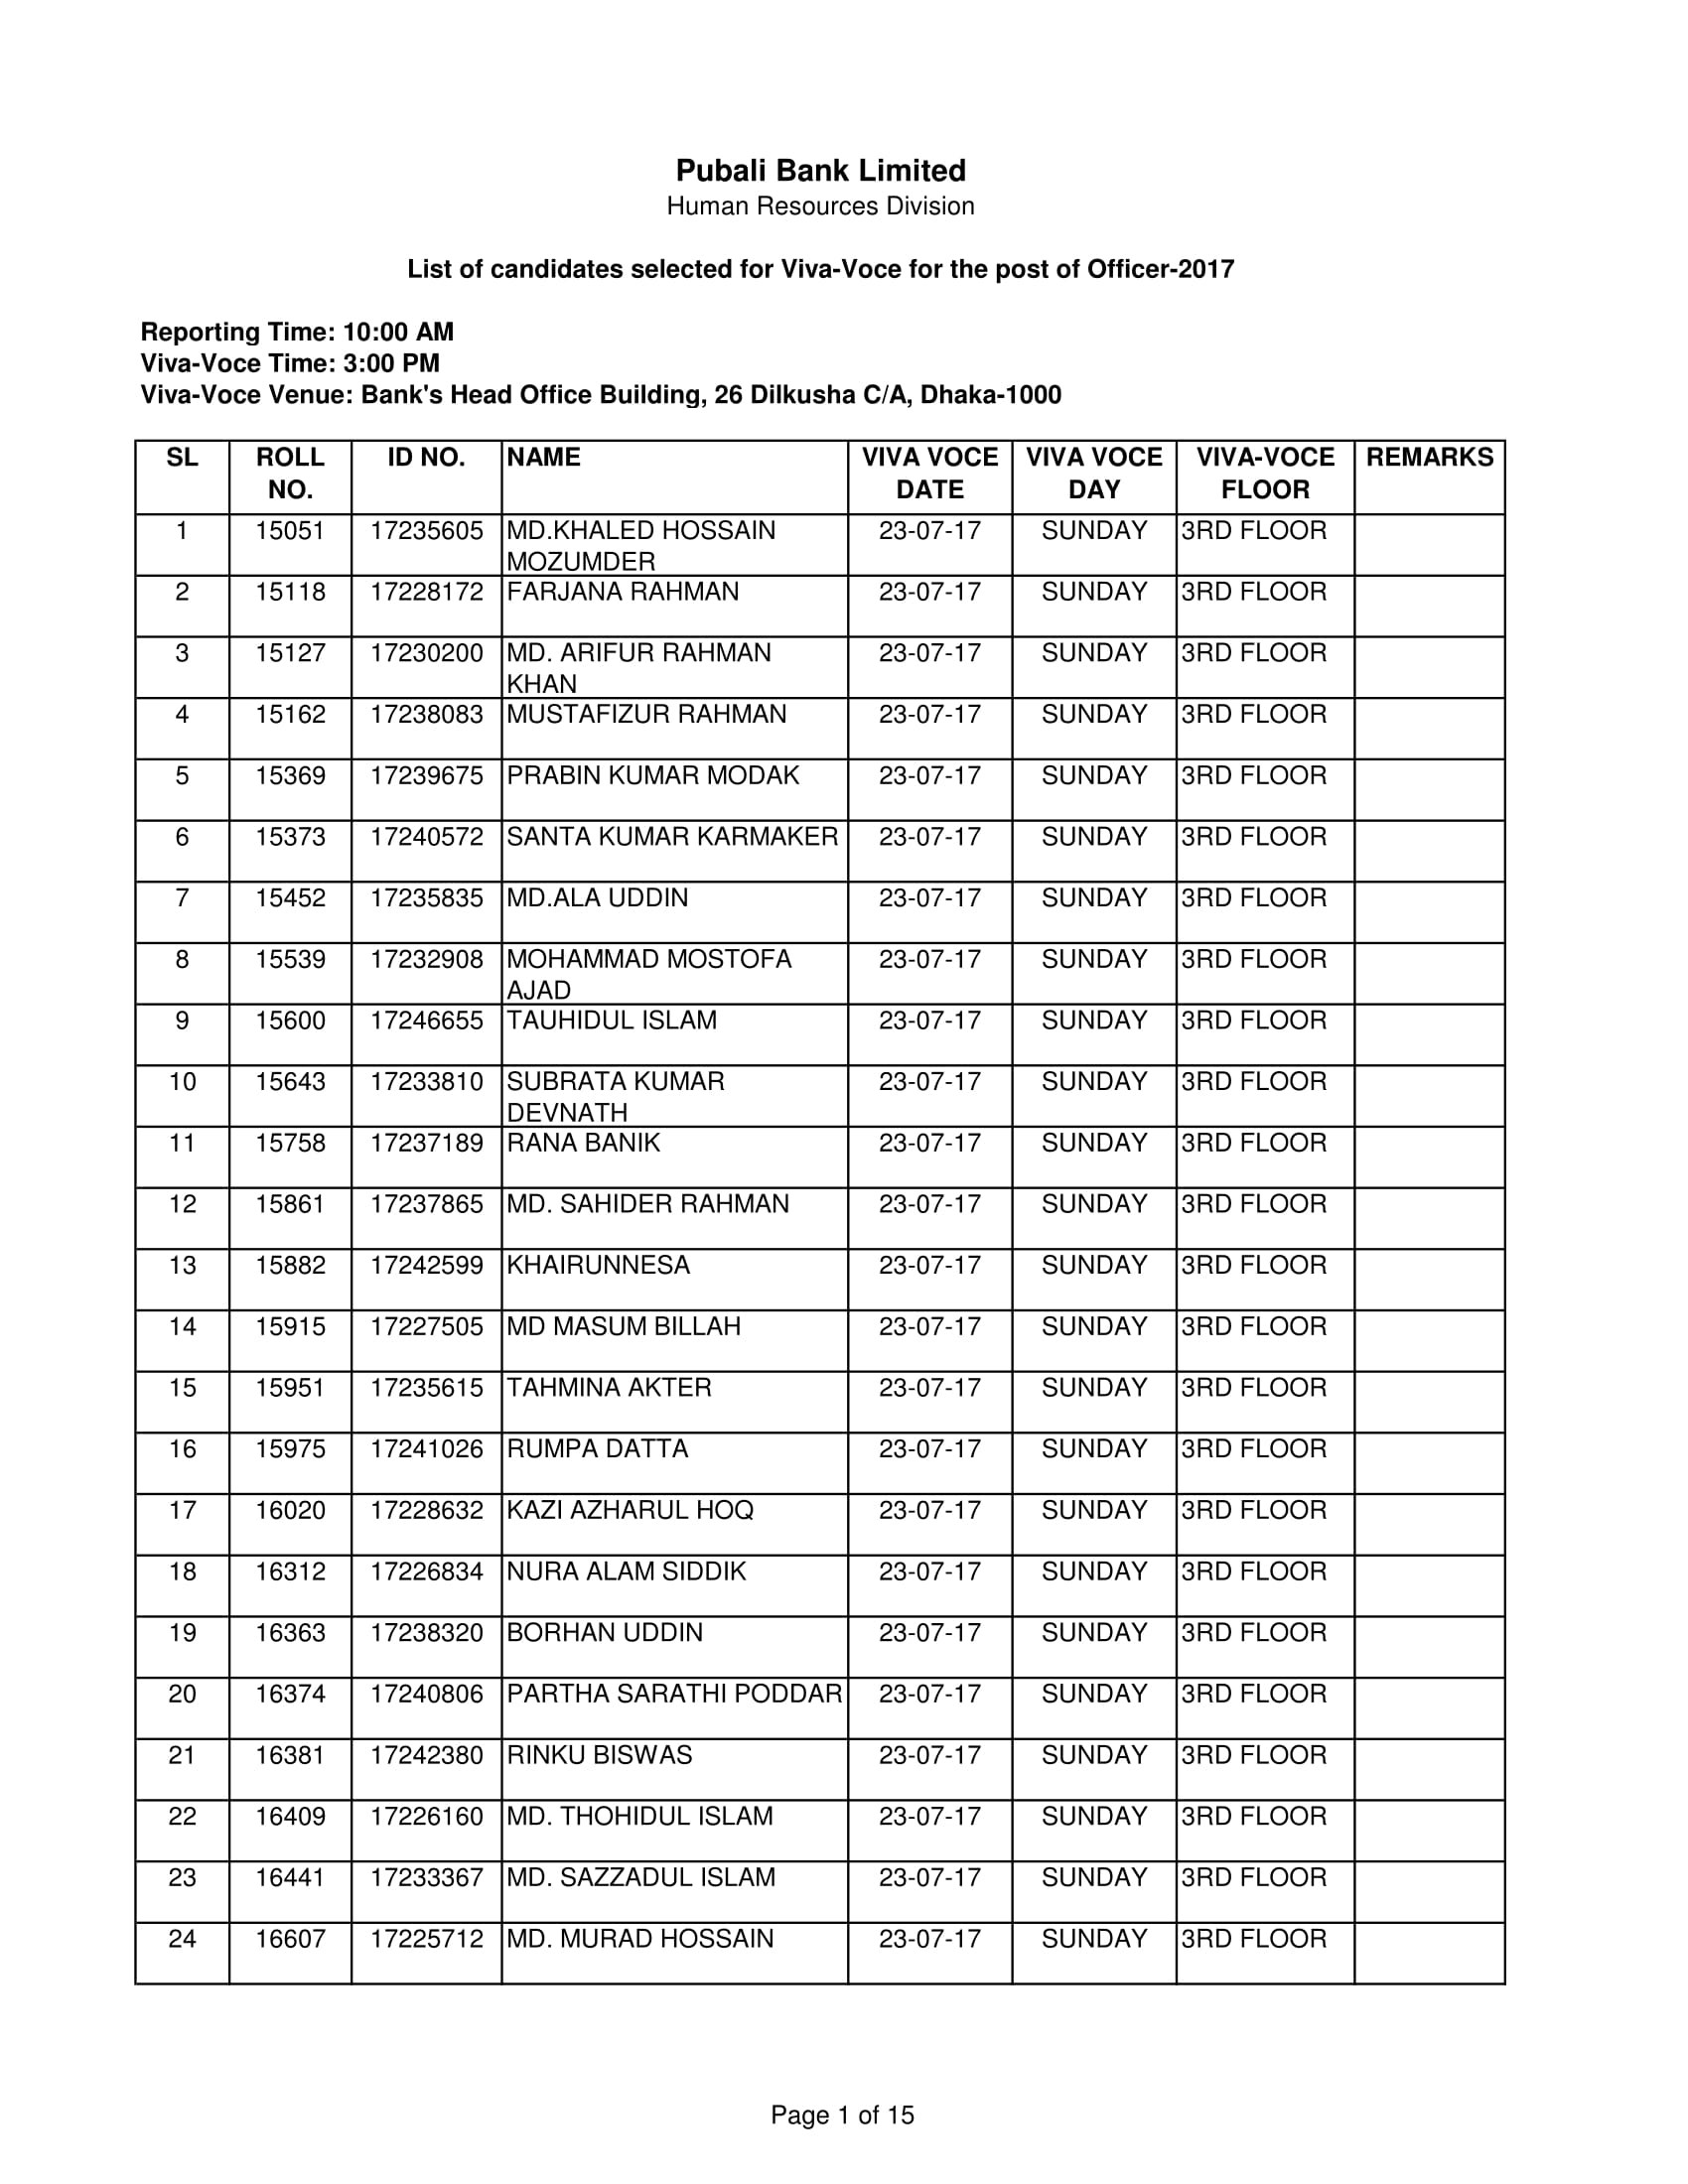 Pubali Bank Limited
Human Resources Division
List of candidates selected for Viva-Voce for the post of Officer-2017
Reporting Time: 10:00 AM
Viva-Voce Time: 3:00 PM
Viva-Voce Venue: Bank's Head Office Building, 26 Dilkusha C/A, Dhaka-1000
SL ROLL NO. ID NO. NAME VIVA VOCE DATE VIVA VOCE DAY VIVA-VOCE FLOOR REMARKS
1 15051 17235605 MD.KHALED HOSSAIN MOZUMDER 23-07-17 SUNDAY 3RD FLOOR
2 15118 17228172 FARJANA RAHMAN 23-07-17 SUNDAY 3RD FLOOR
3 15127 17230200 MD. ARIFUR RAHMAN KHAN 23-07-17 SUNDAY 3RD FLOOR
4 15162 17238083 MUSTAFIZUR RAHMAN 23-07-17 SUNDAY 3RD FLOOR
5 15369 17239675 PRABIN KUMAR MODAK 23-07-17 SUNDAY 3RD FLOOR
6 15373 17240572 SANTA KUMAR KARMAKER 23-07-17 SUNDAY 3RD FLOOR
7 15452 17235835 MD.ALA UDDIN 23-07-17 SUNDAY 3RD FLOOR
8 15539 17232908 MOHAMMAD MOSTOFA AJAD 23-07-17 SUNDAY 3RD FLOOR
9 15600 17246655 TAUHIDUL ISLAM 23-07-17 SUNDAY 3RD FLOOR
10 15643 17233810 SUBRATA KUMAR DEVNATH 23-07-17 SUNDAY 3RD FLOOR
11 15758 17237189 RANA BANIK 23-07-17 SUNDAY 3RD FLOOR
12 15861 17237865 MD. SAHIDER RAHMAN 23-07-17 SUNDAY 3RD FLOOR
13 15882 17242599 KHAIRUNNESA 23-07-17 SUNDAY 3RD FLOOR
14 15915 17227505 MD MASUM BILLAH 23-07-17 SUNDAY 3RD FLOOR
15 15951 17235615 TAHMINA AKTER 23-07-17 SUNDAY 3RD FLOOR
16 15975 17241026 RUMPA DATTA 23-07-17 SUNDAY 3RD FLOOR
17 16020 17228632 KAZI AZHARUL HOQ 23-07-17 SUNDAY 3RD FLOOR
18 16312 17226834 NURA ALAM SIDDIK 23-07-17 SUNDAY 3RD FLOOR
19 16363 17238320 BORHAN UDDIN 23-07-17 SUNDAY 3RD FLOOR
20 16374 17240806 PARTHA SARATHI PODDAR 23-07-17 SUNDAY 3RD FLOOR
21 16381 17242380 RINKU BISWAS 23-07-17 SUNDAY 3RD FLOOR
22 16409 17226160 MD. THOHIDUL ISLAM 23-07-17 SUNDAY 3RD FLOOR
23 16441 17233367 MD. SAZZADUL ISLAM 23-07-17 SUNDAY 3RD FLOOR
24 16607 17225712 MD. MURAD HOSSAIN 23-07-17 SUNDAY 3RD FLOOR
Page 1 of 15